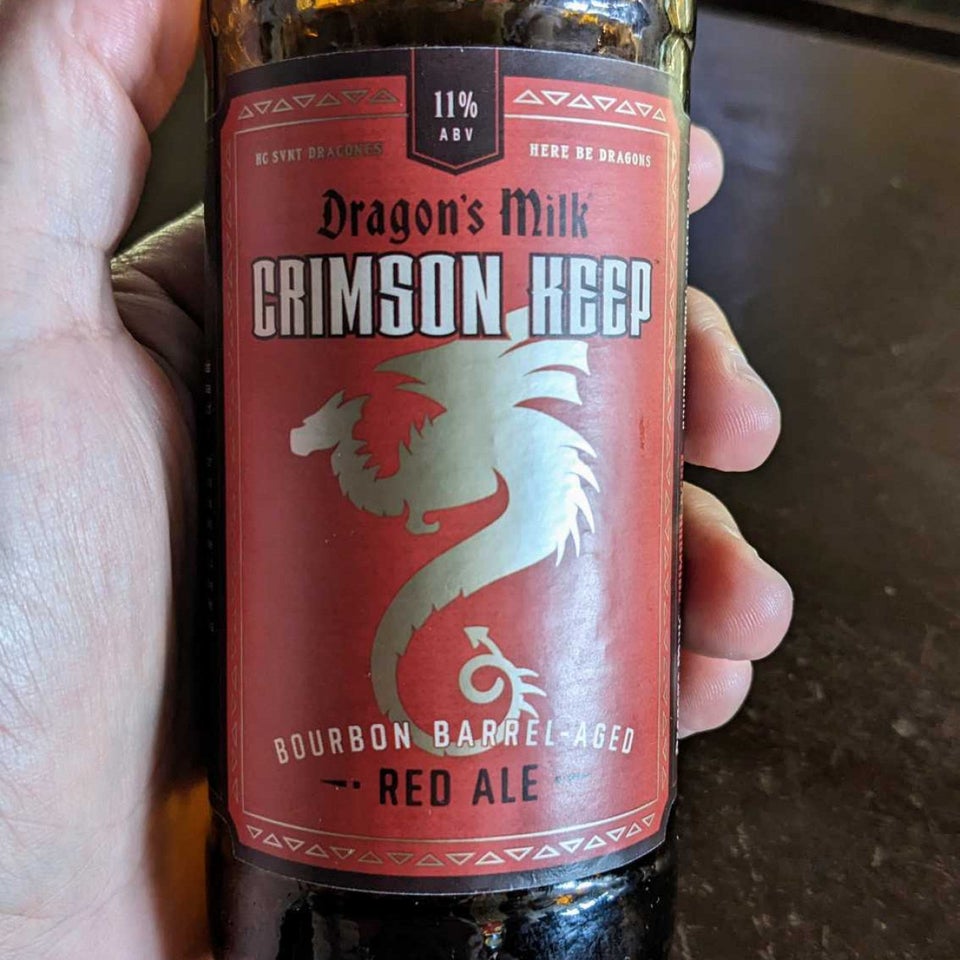 11%
ABV
HC SVNT DRACONES
HERE BE DRAGONS
Dragon's Milk
CRIMSON KEEP
BOURBON BARREL-AGED
RED ALE